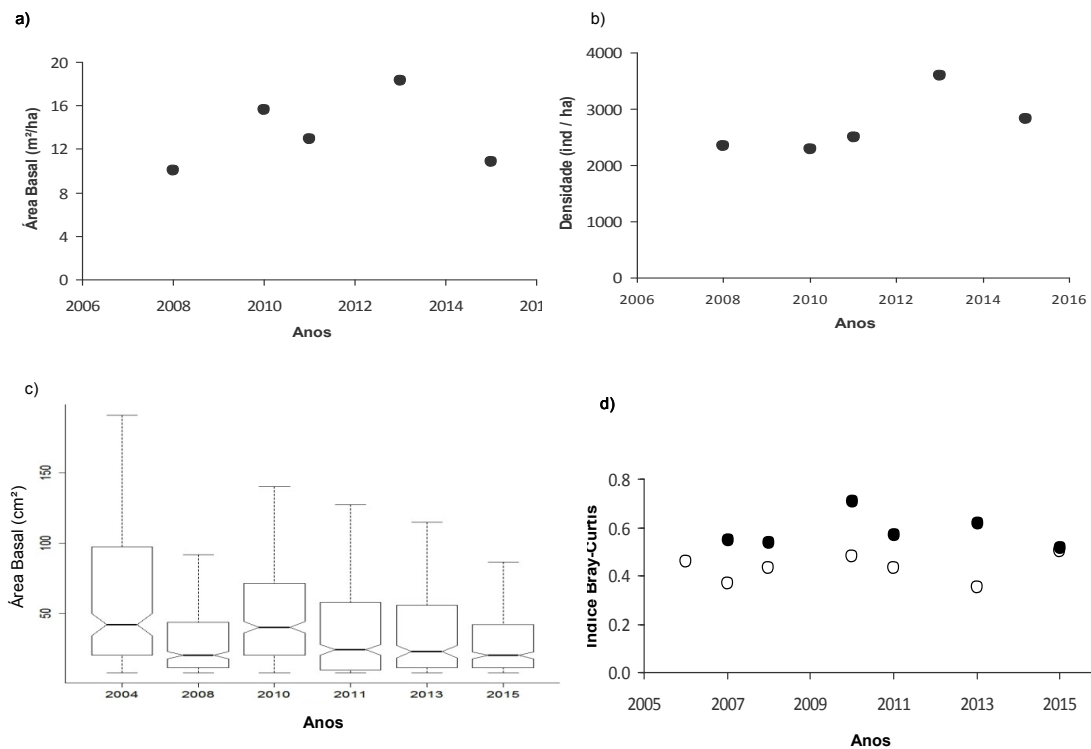 a)
Área Basal (m²/ha)
20
16
12
8
4
0
2006 2008 2010 2012 2014 201
Anos
b)
Densidade (ind / ha)
4000
3000
2000
1000
0
2006 2008 2010 2012 2014 2016
Anos
c)
Área Basal (cm²)
150
100
50
2004 2008 2010 2011 2013 2015
Anos
d)
Indice Bray-Curtis
0.8
0.6
0.4
0.2
0.0
2005 2007 2009 2011 2013 2015
Anos